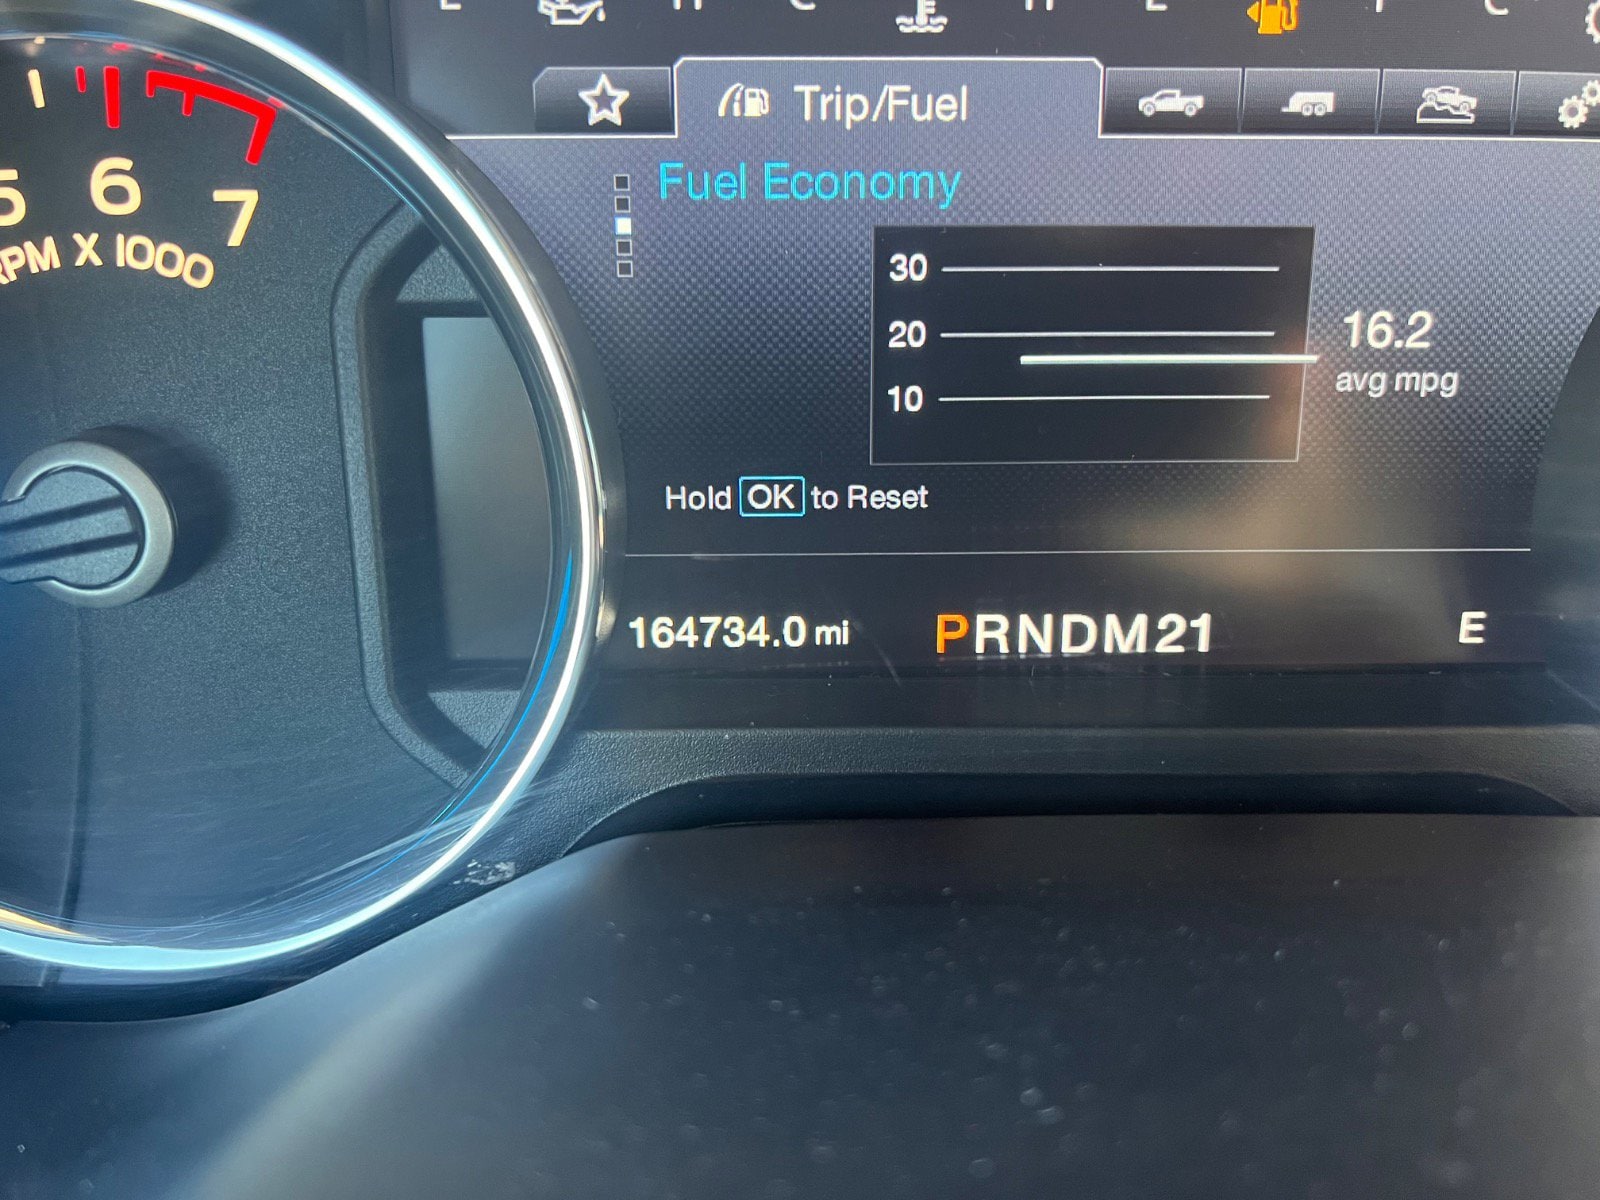 Trip/Fuel
5 6 7
RPM X 1000
Fuel Economy
30
20
10
16.2
avg mpg
Hold OK to Reset
164734.0 mi
PRNDM21
E